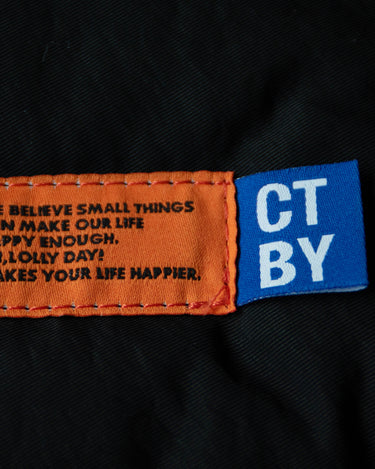 E BELIEVE SMALL THINGS
N MAKE OUR LIFE
PPY ENOUGH.
, LOLLY DAY!
AKES YOUR LIFE HAPPIER.
CT
BY